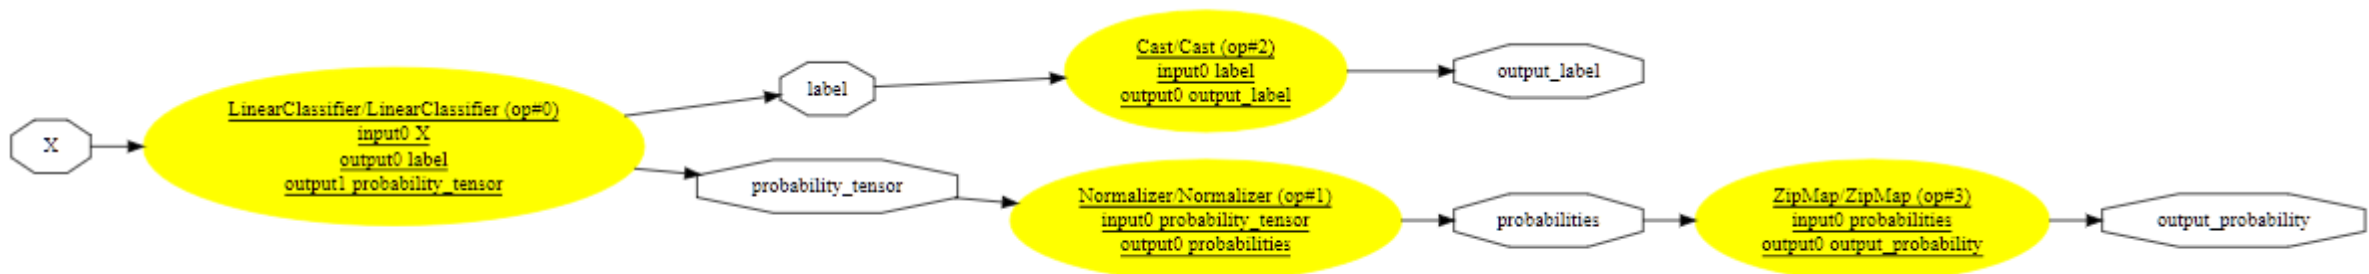 X
LinearClassifier/LinearClassifier (op#0)
input0 X
output0 label
output1 probability_tensor
label
probability_tensor
Cast/Cast (op#2)
input0 label
output0 output_label
Normalizer/Normalizer (op#1)
input0 probability_tensor
output0 probabilities
output_label
probabilities
ZipMap/ZipMap (op#3)
input0 probabilities
output0 output_probability
output_probability